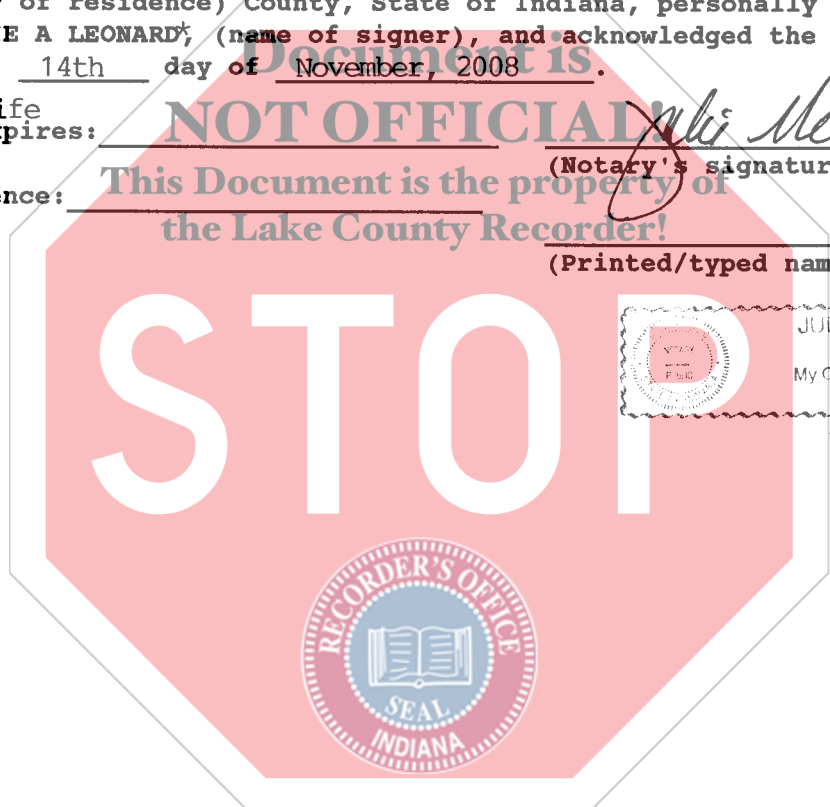 of residence) County, State of Indiana, personally
E A LEONARD*, (name of signer), and acknowledged the
14th day of November, 2008.
ife
pires:
(Notary's signatur
nce:
(Printed/typed nam
Document is
NOT OFFICIAL!
This Document is the property of
the Lake County Recorder!
STOP
JUL
NOTARY
My C
RECORDER'S OFFICE
SEAL
INDIANA